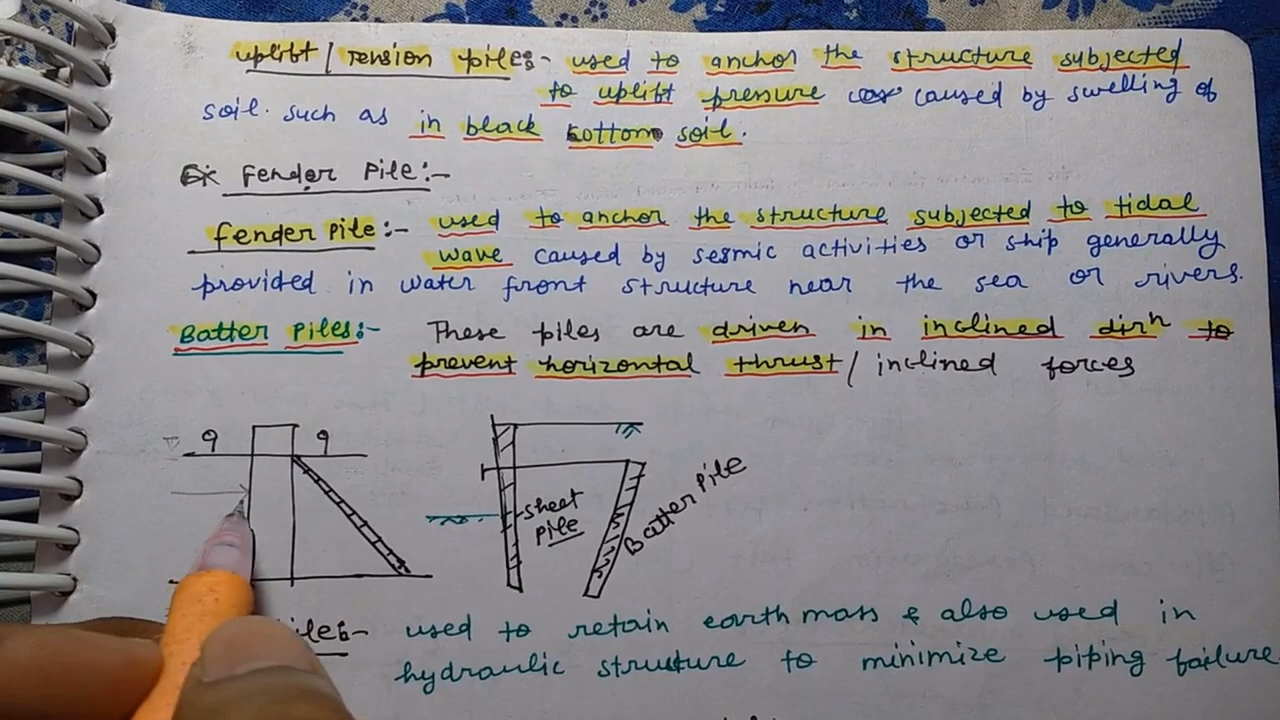 uplift / Tension piles:- used to anchor the structure subjected
to uplift pressure caused by swelling of
soil. such as in black cottom soil.
Ex Fender Pile:-
fender Pile:- used to anchor the structure subjected to tidal
wave caused by sesmic activities or ship generally
provided in water front structure near the sea or rivers.
Batter Piles:- These piles are driven in inclined dirⁿ to
prevent horizontal thrust / inclined forces
q q
sheet
pile
Batter pile
iles:- used to retain earth mass & also used in
hydraulic structure to minimize piping failure